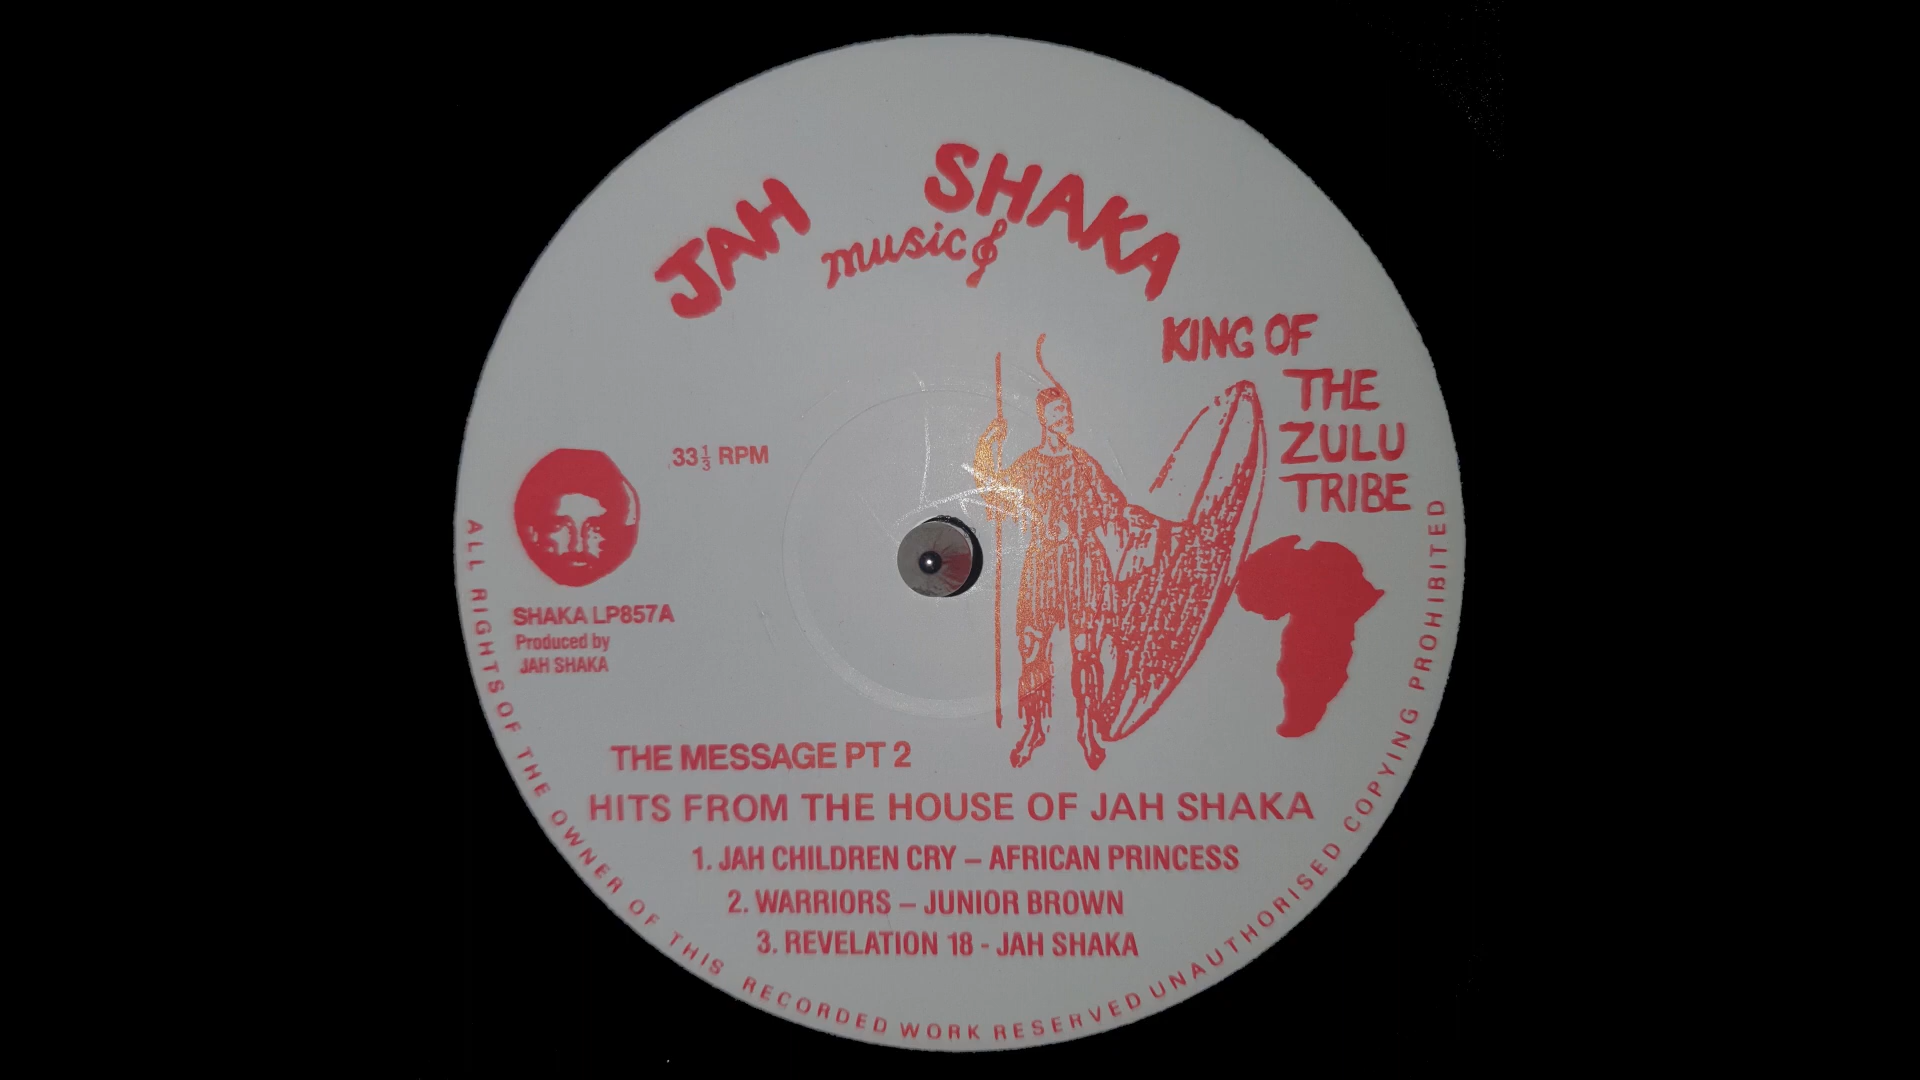 JAH SHAKA
music
KING OF
THE
ZULU
TRIBE
33⅓ RPM
SHAKA LP857A
Produced by
JAH SHAKA
THE MESSAGE PT 2
HITS FROM THE HOUSE OF JAH SHAKA
1. JAH CHILDREN CRY – AFRICAN PRINCESS
2. WARRIORS – JUNIOR BROWN
3. REVELATION 18 - JAH SHAKA
ALL RIGHTS OF THE OWNER OF THIS RECORDED WORK RESERVED UNAUTHORISED COPYING PROHIBITED